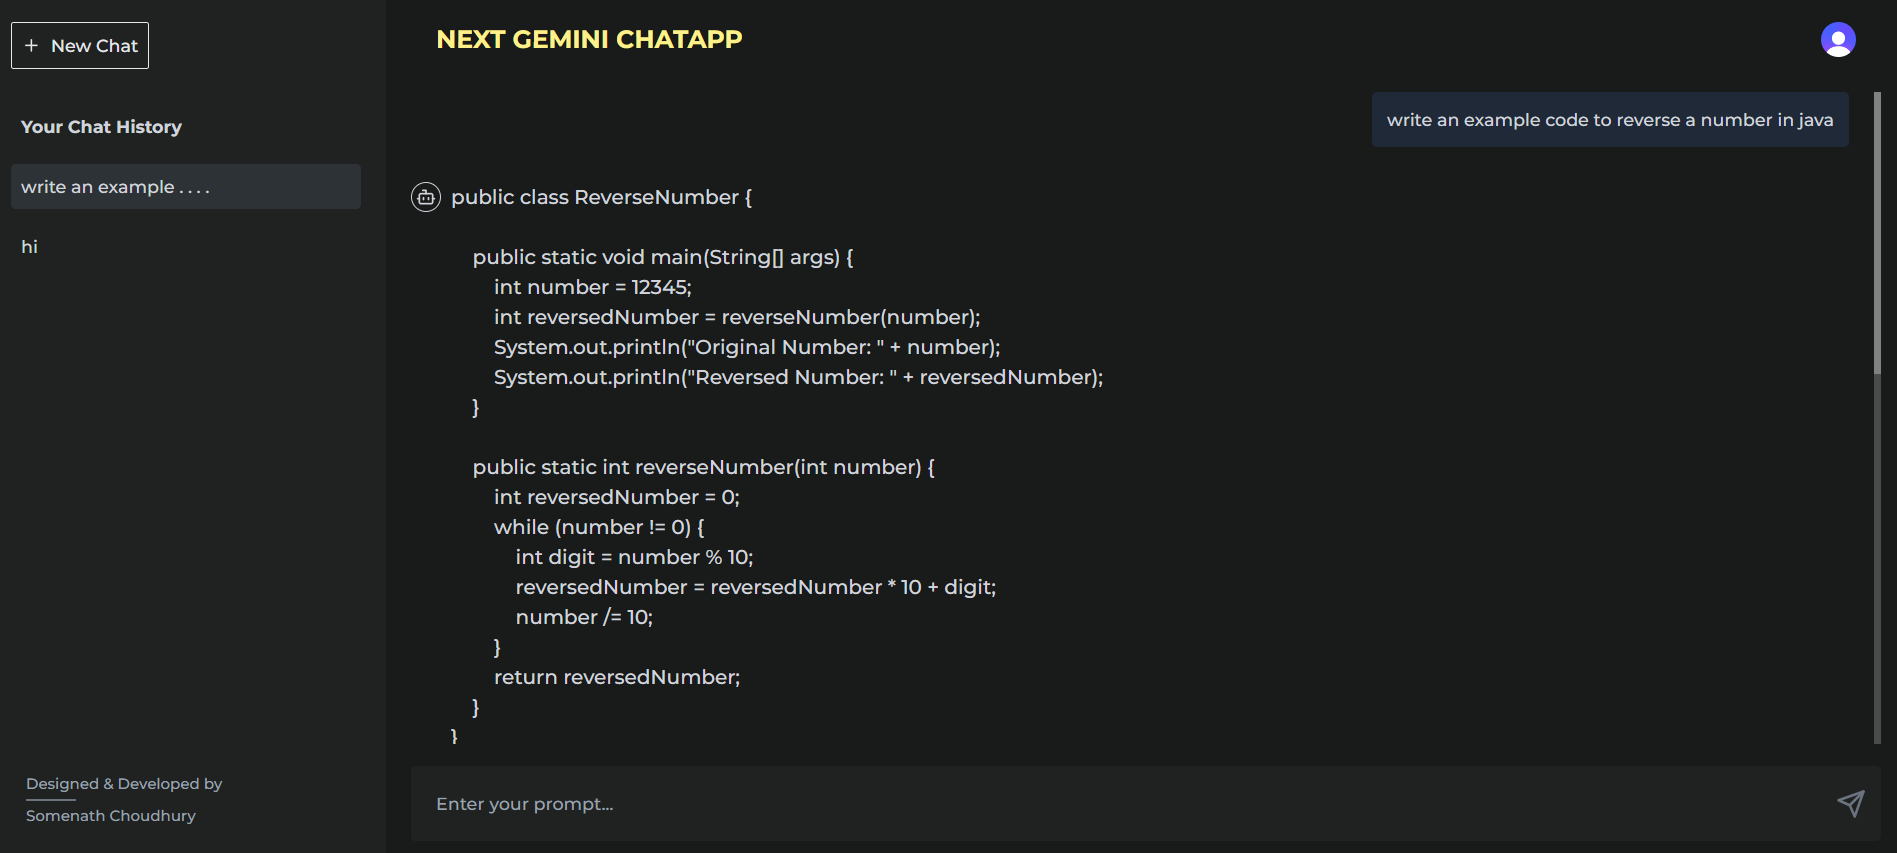 New Chat
Your Chat History
write an example . . . .
hi
Designed & Developed by
Somenath Choudhury
NEXT GEMINI CHATAPP
write an example code to reverse a number in java
public class ReverseNumber {
public static void main(String[] args) {
int number = 12345;
int reversedNumber = reverseNumber(number);
System.out.println("Original Number: " + number);
System.out.println("Reversed Number: " + reversedNumber);
}
public static int reverseNumber(int number) {
int reversedNumber = 0;
while (number != 0) {
int digit = number % 10;
reversedNumber = reversedNumber * 10 + digit;
number /= 10;
}
return reversedNumber;
}
}
Enter your prompt...